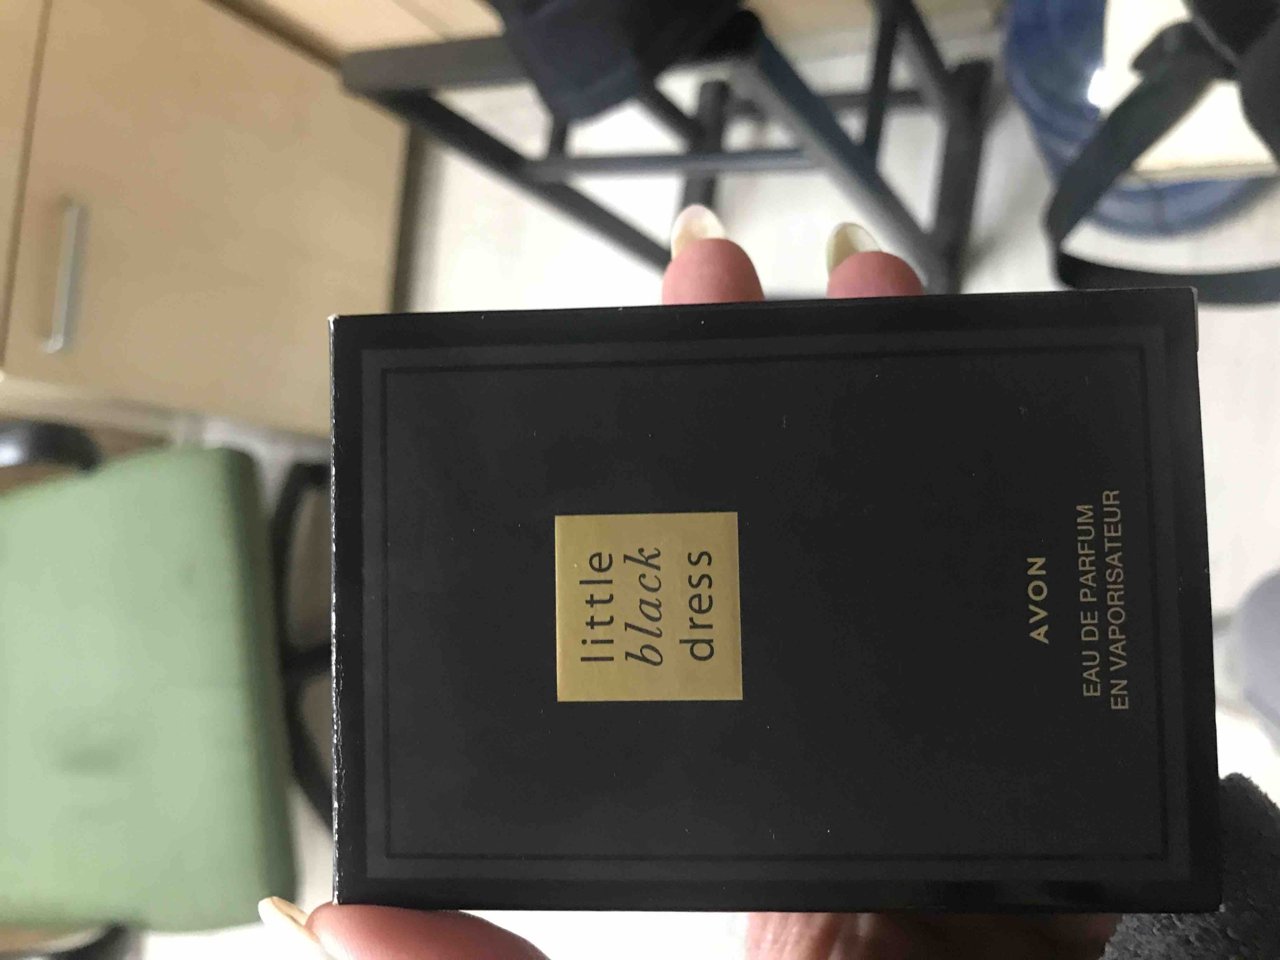 little
black
dress
AVON
EAU DE PARFUM
EN VAPORISATEUR